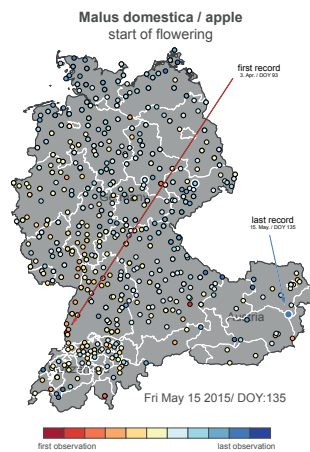 Malus domestica / apple
start of flowering
first record
3. Apr. / DOY 93
last record
15. May. / DOY 135
Austria
Fri May 15 2015/ DOY:135
first observation
last observation